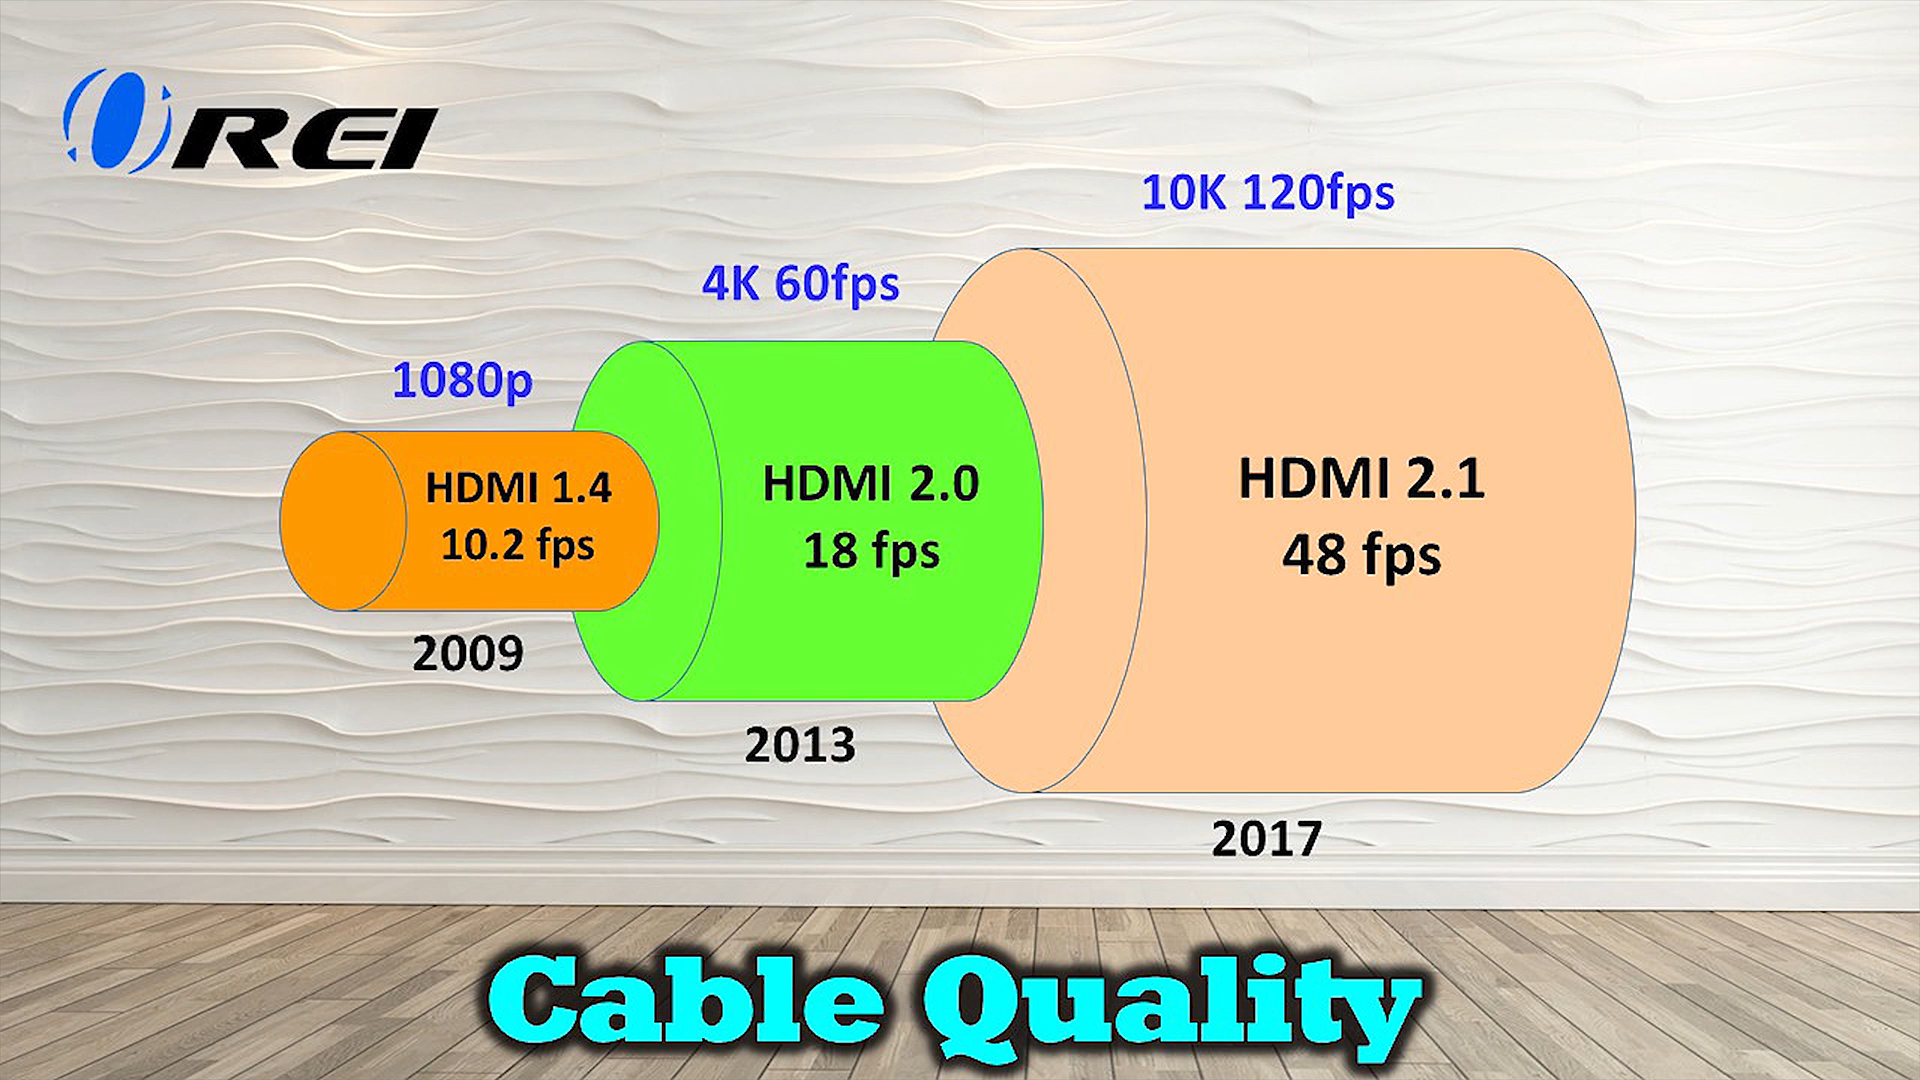 OREI
10K 120fps
4K 60fps
1080p
HDMI 1.4
10.2 fps
HDMI 2.0
18 fps
HDMI 2.1
48 fps
2009
2013
2017
Cable Quality